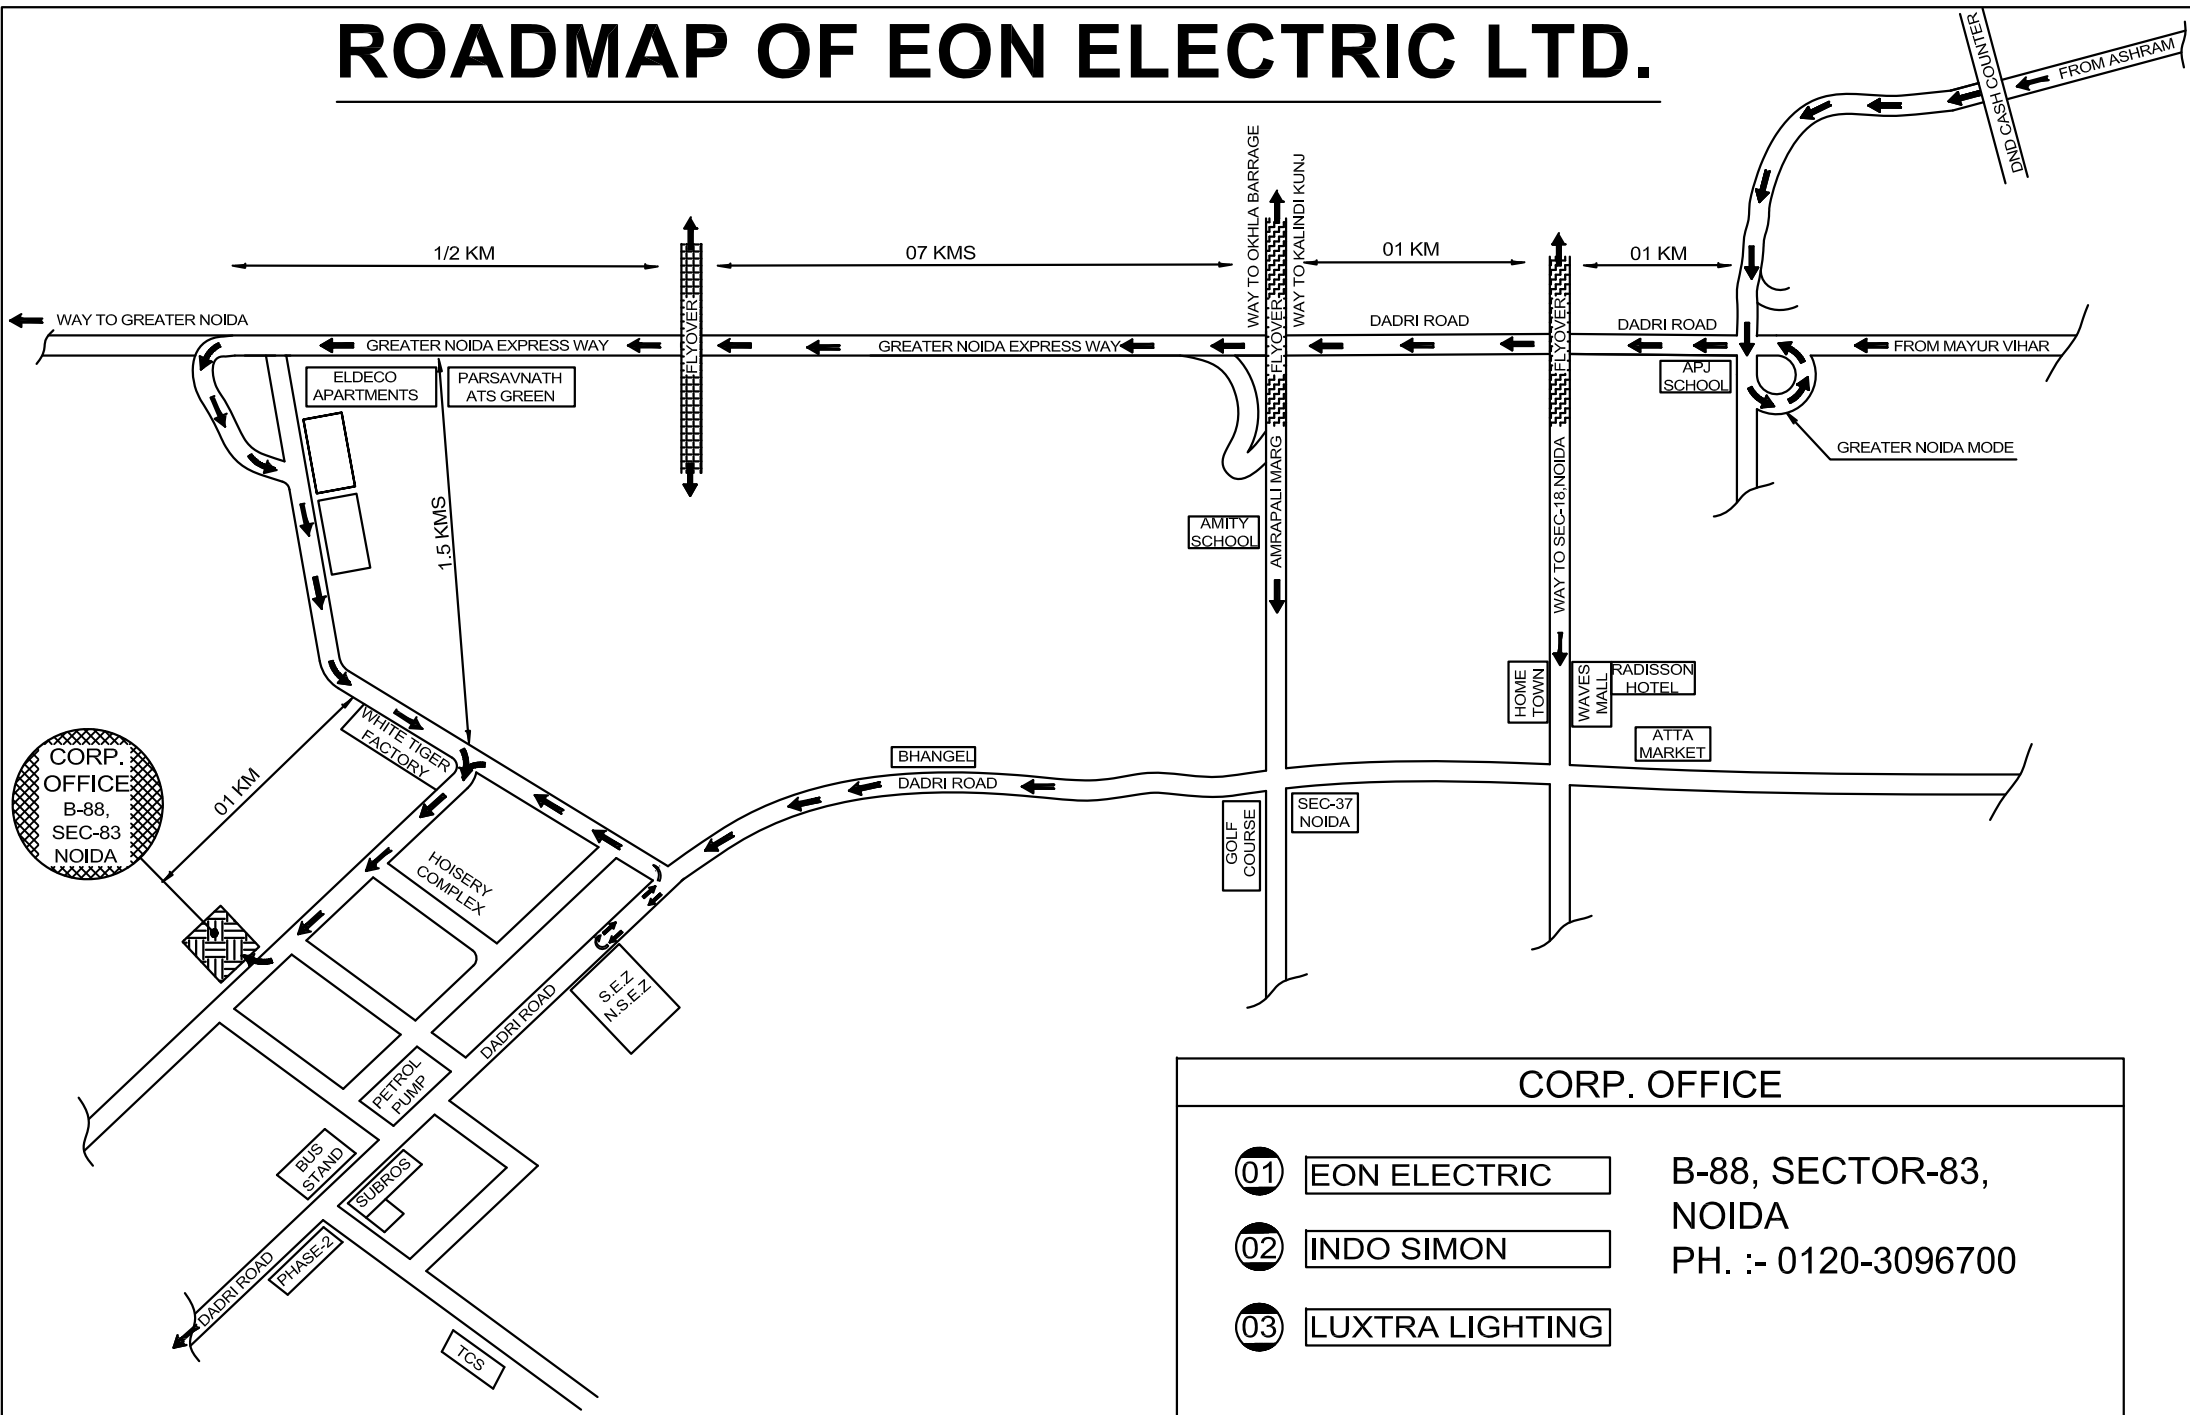 ROADMAP OF EON ELECTRIC LTD.
DND CASH COUNTER
FROM ASHRAM
1/2 KM
07 KMS
WAY TO OKHLA BARRAGE
WAY TO KALINDI KUNJ
01 KM
01 KM
WAY TO GREATER NOIDA
GREATER NOIDA EXPRESS WAY
FLYOVER
GREATER NOIDA EXPRESS WAY
FLYOVER
DADRI ROAD
FLYOVER
DADRI ROAD
FROM MAYUR VIHAR
ELDECO
APARTMENTS
PARSAVNATH
ATS GREEN
APJ
SCHOOL
GREATER NOIDA MODE
1.5 KMS
AMITY
SCHOOL
AMRAPALI MARG
WAY TO SEC-18,NOIDA
HOME
TOWN
WAVES
MALL
RADISSON
HOTEL
ATTA
MARKET
WHITE TIGER
FACTORY
BHANGEL
DADRI ROAD
CORP.
OFFICE
B-88,
SEC-83
NOIDA
01 KM
GOLF
COURSE
SEC-37
NOIDA
HOISERY
COMPLEX
S.E.Z
N.S.E.Z
DADRI ROAD
PETROL
PUMP
BUS
STAND
SUBROS
PHASE-2
DADRI ROAD
TCS
CORP. OFFICE
01 EON ELECTRIC
02 INDO SIMON
03 LUXTRA LIGHTING
B-88, SECTOR-83,
NOIDA
PH. :- 0120-3096700